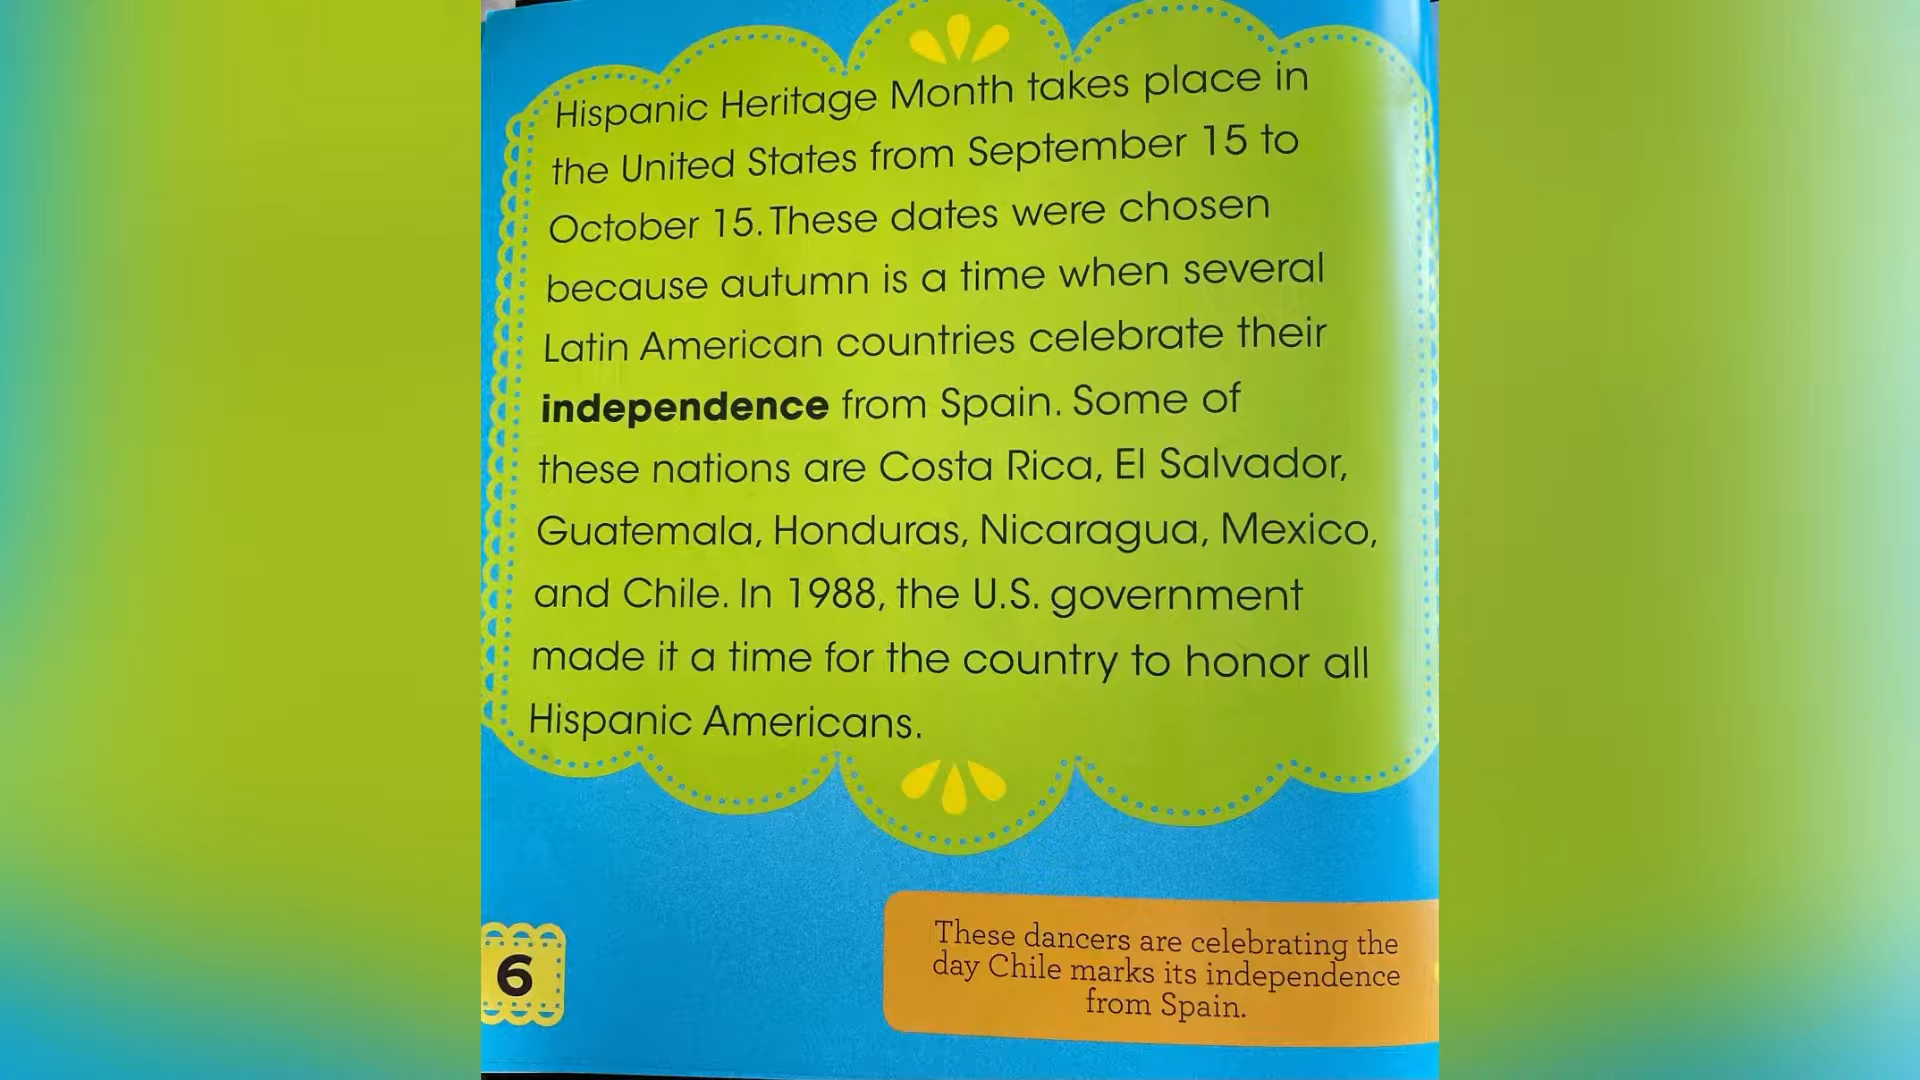 Hispanic Heritage Month takes place in
the United States from September 15 to
October 15. These dates were chosen
because autumn is a time when several
Latin American countries celebrate their
independence from Spain. Some of
these nations are Costa Rica, El Salvador,
Guatemala, Honduras, Nicaragua, Mexico,
and Chile. In 1988, the U.S. government
made it a time for the country to honor all
Hispanic Americans.
These dancers are celebrating the
day Chile marks its independence
from Spain.
6